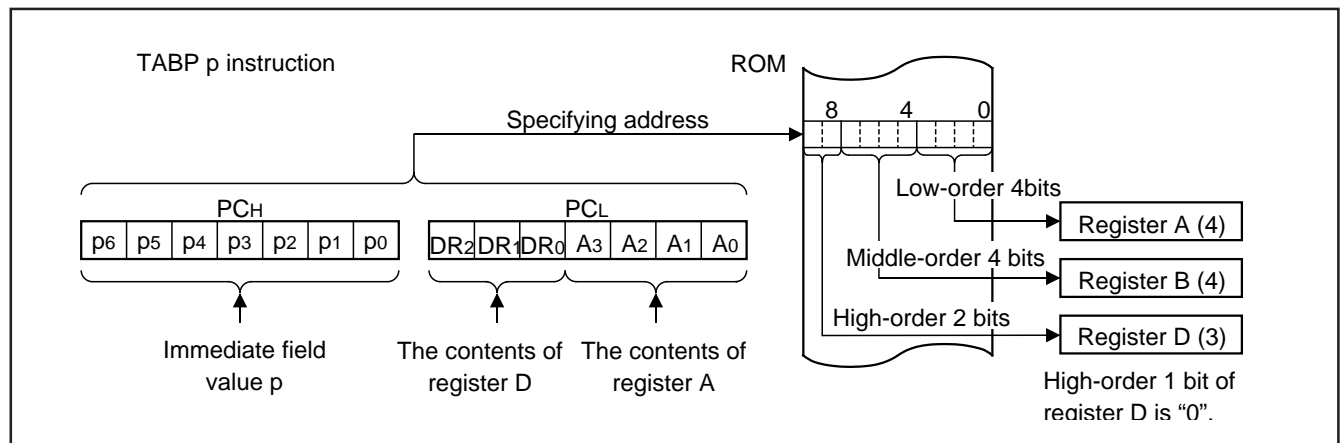 TABP p instruction
ROM
8 4 0
Specifying address
Low-order 4bits
PCH
PCL
p6 p5 p4 p3 p2 p1 p0
DR2 DR1 DR0 A3 A2 A1 A0
Register A (4)
Middle-order 4 bits
Register B (4)
High-order 2 bits
Register D (3)
Immediate field
value p
The contents of
register D
The contents of
register A
High-order 1 bit of
register D is “0”.